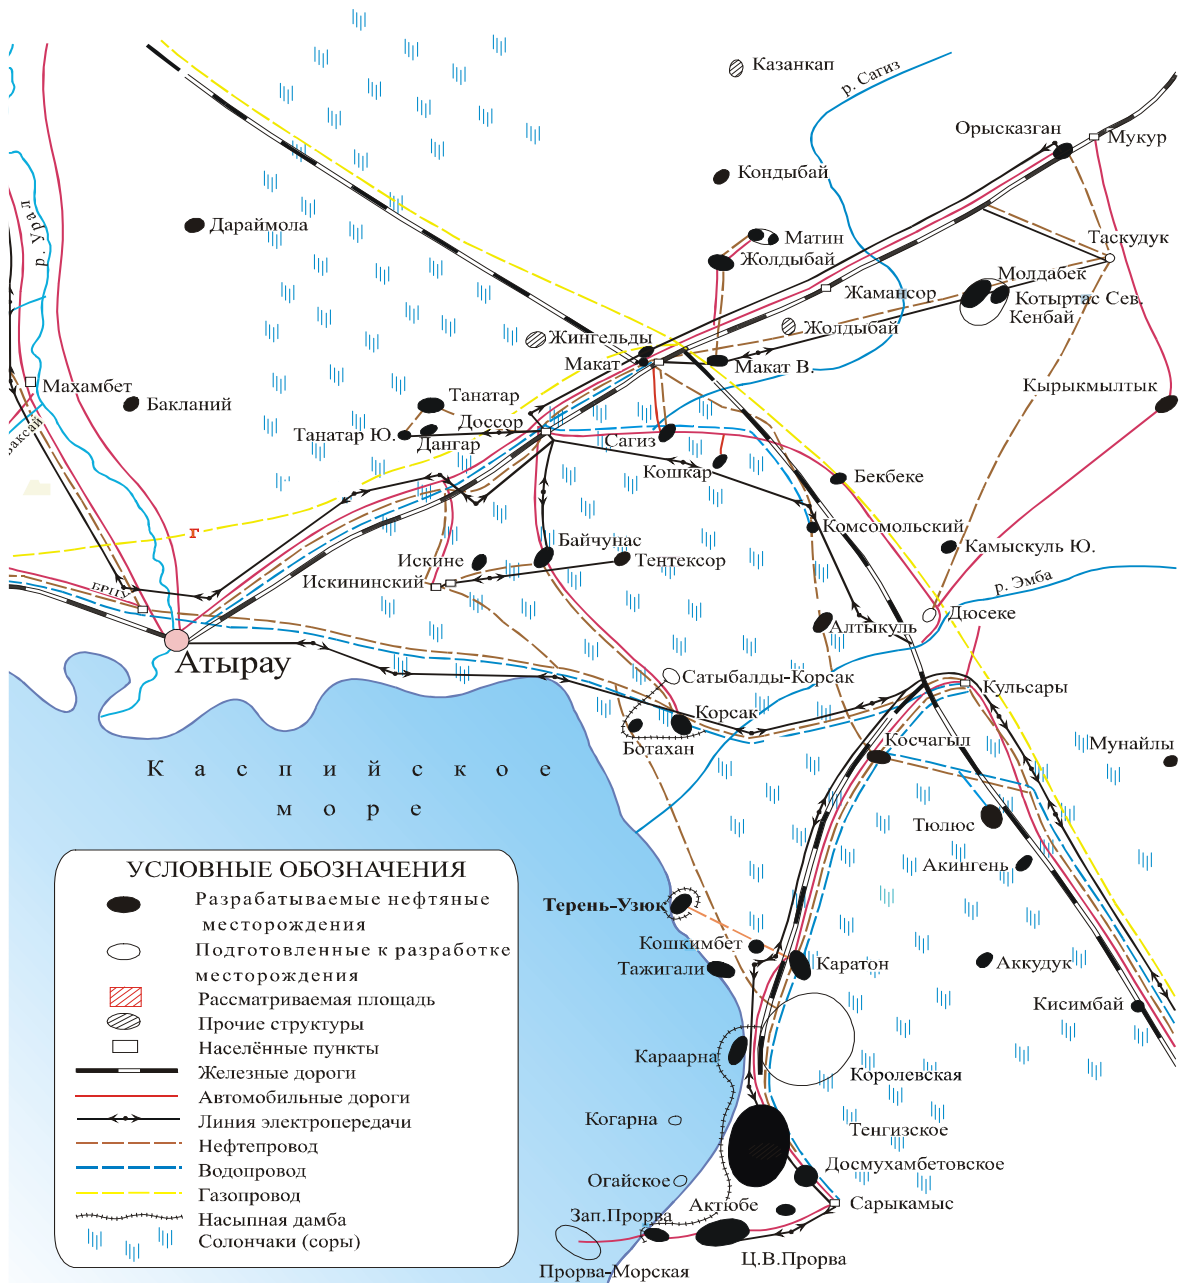 Казанкап
р. Сагиз
Орысказган
Мукур
Кондыбай
р. Урал
Дараймола
Матин
Жолдыбай
Таскудук
Молдабек
Жамансор
Котыртас Сев.
Кенбай
Жолдыбай
Жингельды
Макат
Макат В.
Махамбет
Бакланий
Танатар
Кырыкмылтык
Баксай
Доссор
Танатар Ю.
Дангар
Сагиз
Кошкар
Бекбеке
г
Комсомольский
Байчунас
Камыскуль Ю.
Искине
Тентексор
Искининский
р. Эмба
БРПУ
Дюсеке
Алтыкуль
Атырау
Сатыбалды-Корсак
Кульсары
Корсак
Ботахан
Косчагыл
Мунайлы
Каспийское
море
Тюлюс
Акингень
УСЛОВНЫЕ ОБОЗНАЧЕНИЯ
Разрабатываемые нефтяные
месторождения
Подготовленные к разработке
месторождения
Рассматриваемая площадь
Прочие структуры
Населённые пункты
Железные дороги
Автомобильные дороги
Линия электропередачи
Нефтепровод
Водопровод
Газопровод
Насыпная дамба
Солончаки (соры)
Терень-Узюк
Кошкимбет
Тажигали
Каратон
Аккудук
Кисимбай
Караарна
Королевская
Когарна
Тенгизское
Досмухамбетовское
Огайское
Актюбе
Сарыкамыс
Зап.Прорва
Ц.В.Прорва
Прорва-Морская